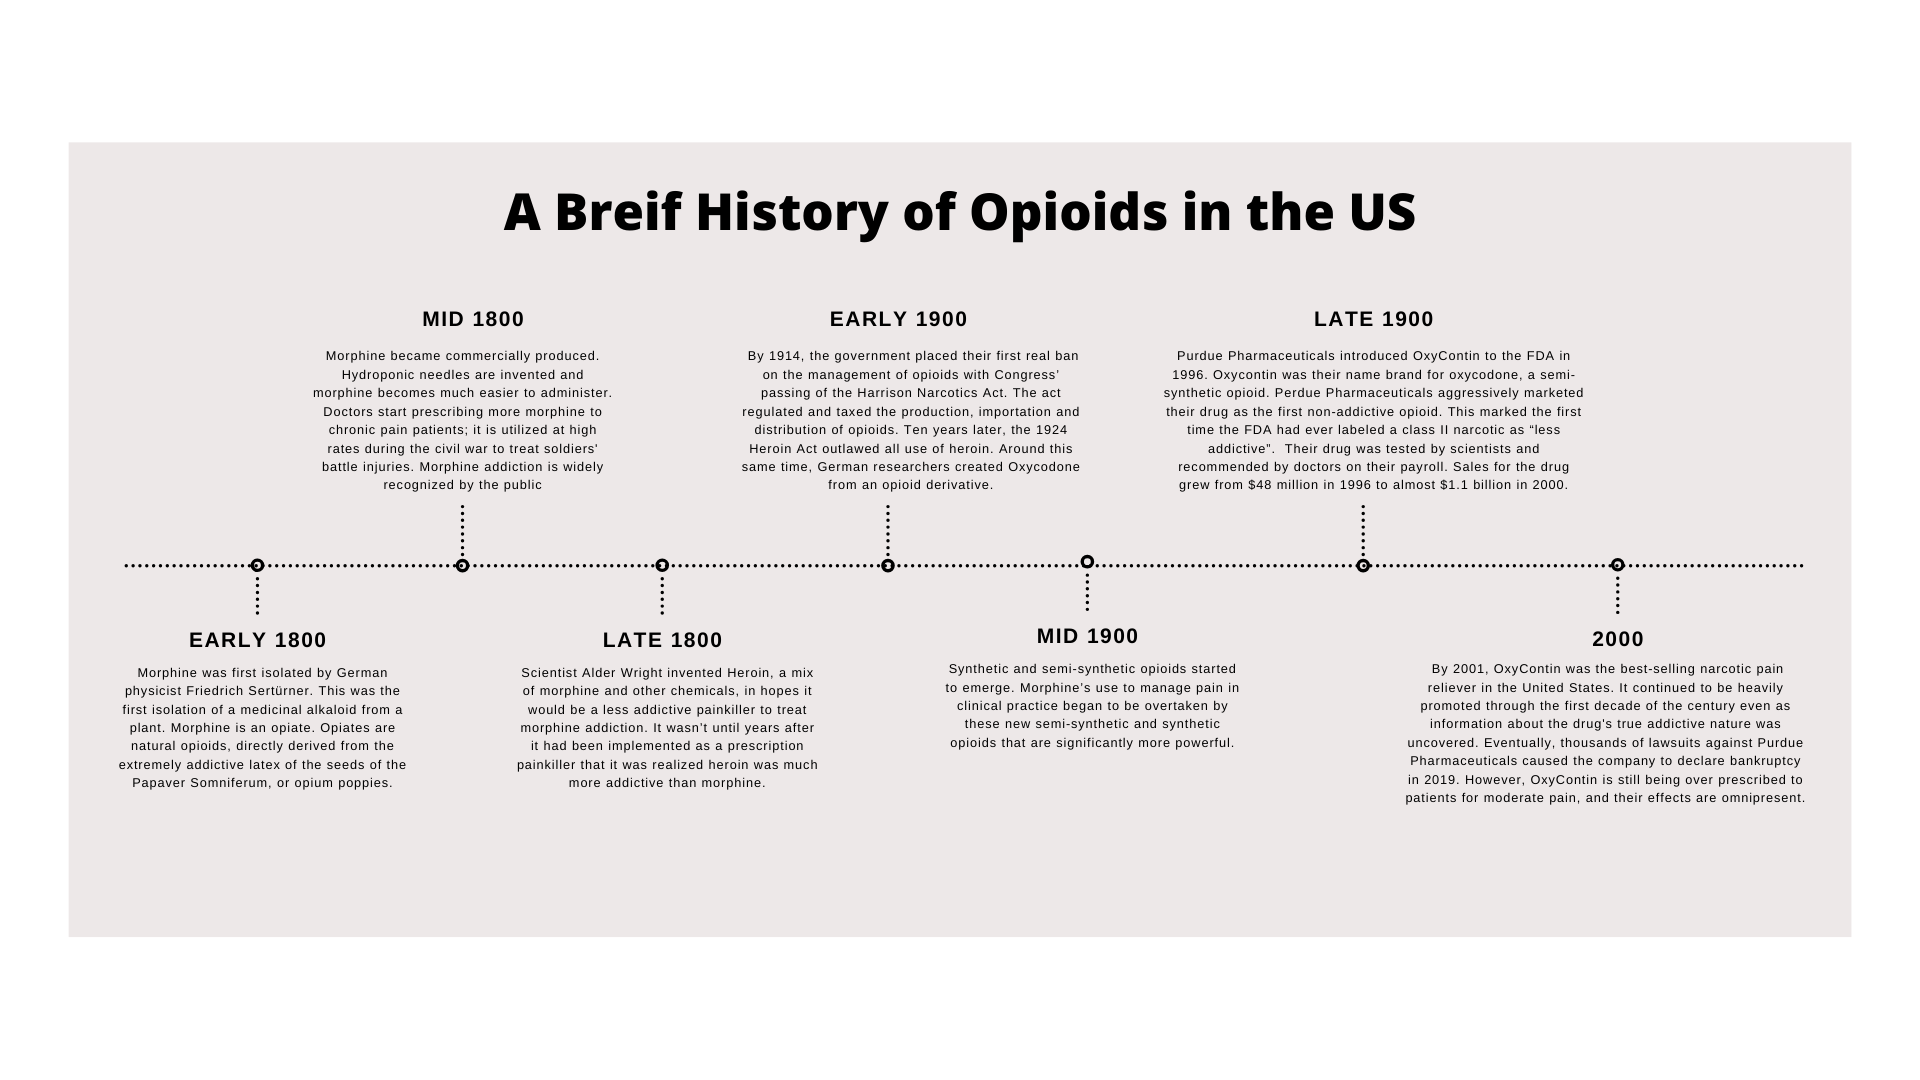 A Breif History of Opioids in the US
MID 1800
Morphine became commercially produced.
Hydroponic needles are invented and
morphine becomes much easier to administer.
Doctors start prescribing more morphine to
chronic pain patients; it is utilized at high
rates during the civil war to treat soldiers'
battle injuries. Morphine addiction is widely
recognized by the public
EARLY 1900
By 1914, the government placed their first real ban
on the management of opioids with Congress’
passing of the Harrison Narcotics Act. The act
regulated and taxed the production, importation and
distribution of opioids. Ten years later, the 1924
Heroin Act outlawed all use of heroin. Around this
same time, German researchers created Oxycodone
from an opioid derivative.
LATE 1900
Purdue Pharmaceuticals introduced OxyContin to the FDA in
1996. Oxycontin was their name brand for oxycodone, a semi-
synthetic opioid. Perdue Pharmaceuticals aggressively marketed
their drug as the first non-addictive opioid. This marked the first
time the FDA had ever labeled a class II narcotic as “less
addictive”.  Their drug was tested by scientists and
recommended by doctors on their payroll. Sales for the drug
grew from $48 million in 1996 to almost $1.1 billion in 2000.
EARLY 1800
Morphine was first isolated by German
physicist Friedrich Sertürner. This was the
first isolation of a medicinal alkaloid from a
plant. Morphine is an opiate. Opiates are
natural opioids, directly derived from the
extremely addictive latex of the seeds of the
Papaver Somniferum, or opium poppies.
LATE 1800
Scientist Alder Wright invented Heroin, a mix
of morphine and other chemicals, in hopes it
would be a less addictive painkiller to treat
morphine addiction. It wasn’t until years after
it had been implemented as a prescription
painkiller that it was realized heroin was much
more addictive than morphine.
MID 1900
Synthetic and semi-synthetic opioids started
to emerge. Morphine’s use to manage pain in
clinical practice began to be overtaken by
these new semi-synthetic and synthetic
opioids that are significantly more powerful.
2000
By 2001, OxyContin was the best-selling narcotic pain
reliever in the United States. It continued to be heavily
promoted through the first decade of the century even as
information about the drug's true addictive nature was
uncovered. Eventually, thousands of lawsuits against Purdue
Pharmaceuticals caused the company to declare bankruptcy
in 2019. However, OxyContin is still being over prescribed to
patients for moderate pain, and their effects are omnipresent.